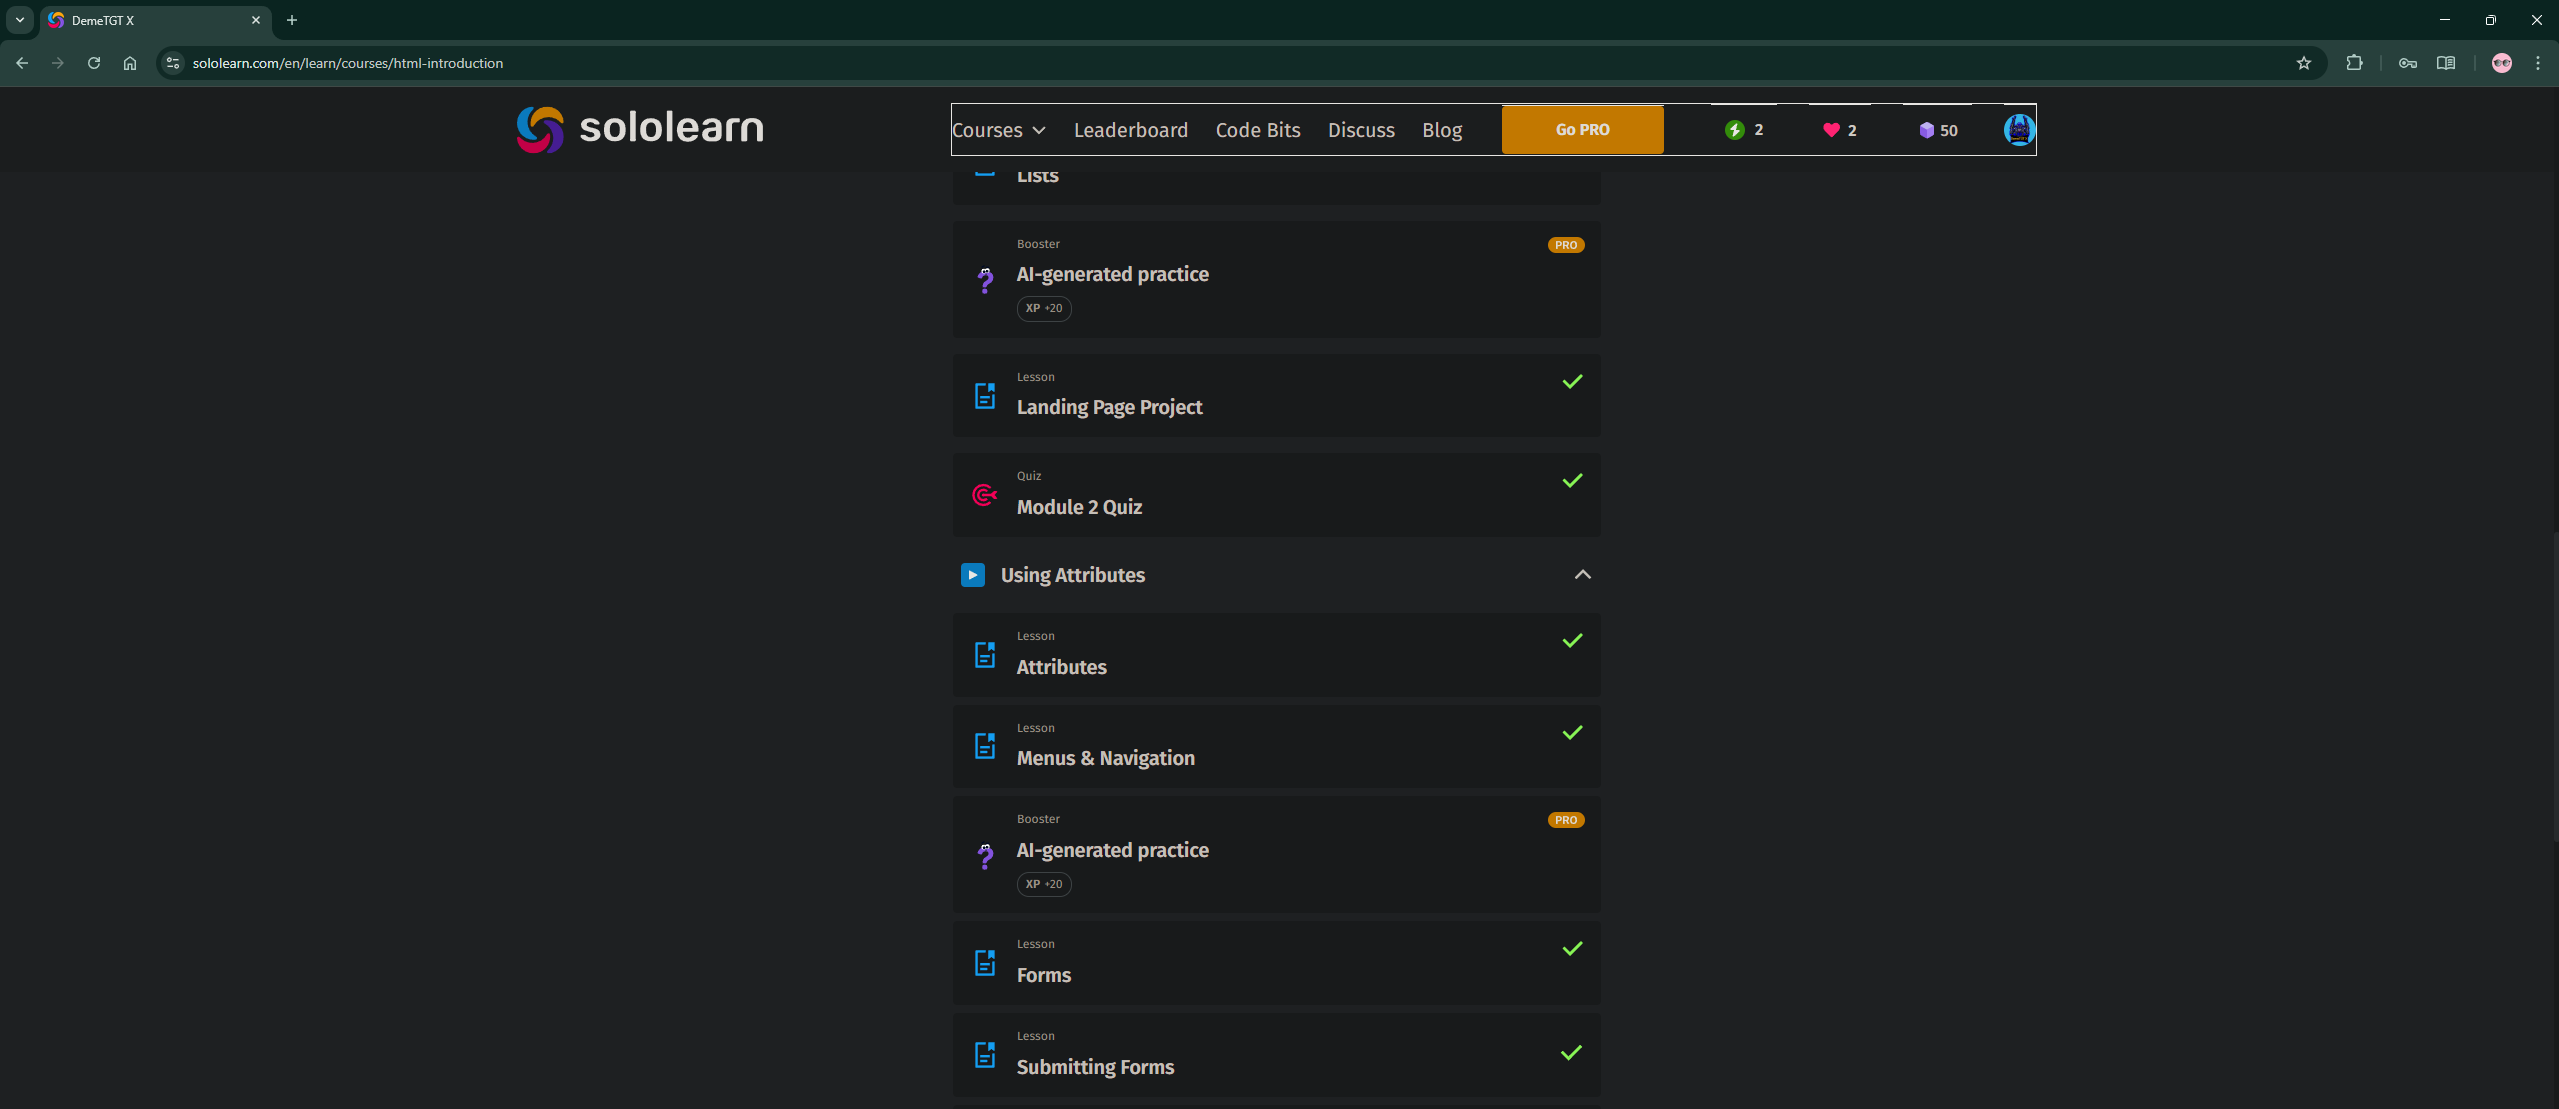 DemeTGT X
sololearn.com/en/learn/courses/html-introduction
sololearn
Courses Leaderboard Code Bits Discuss Blog Go PRO 2 2 50
Lists
Booster PRO
AI-generated practice
XP +20
Lesson
Landing Page Project
Quiz
Module 2 Quiz
Using Attributes
Lesson
Attributes
Lesson
Menus & Navigation
Booster PRO
AI-generated practice
XP +20
Lesson
Forms
Lesson
Submitting Forms